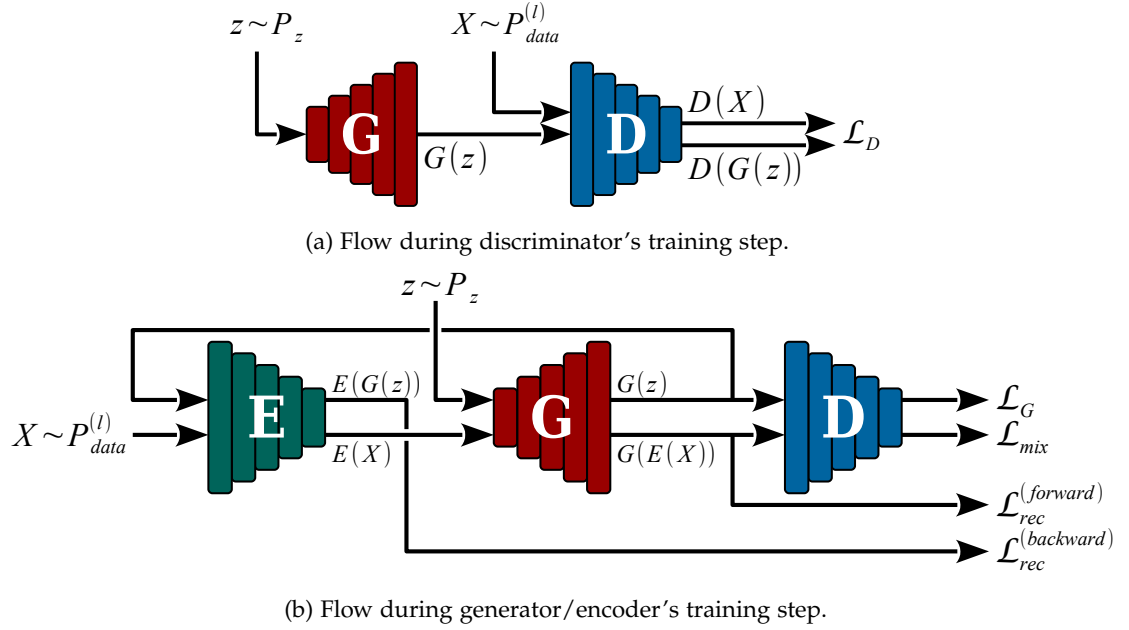 z∼P_z
X∼P_data^(l)
G
G(z)
D
D(X)
D(G(z))
ℒ_D
(a) Flow during discriminator's training step.
z∼P_z
X∼P_data^(l)
E
E(G(z))
E(X)
G
G(z)
G(E(X))
D
ℒ_G
ℒ_mix
ℒ_rec^(forward)
ℒ_rec^(backward)
(b) Flow during generator/encoder's training step.